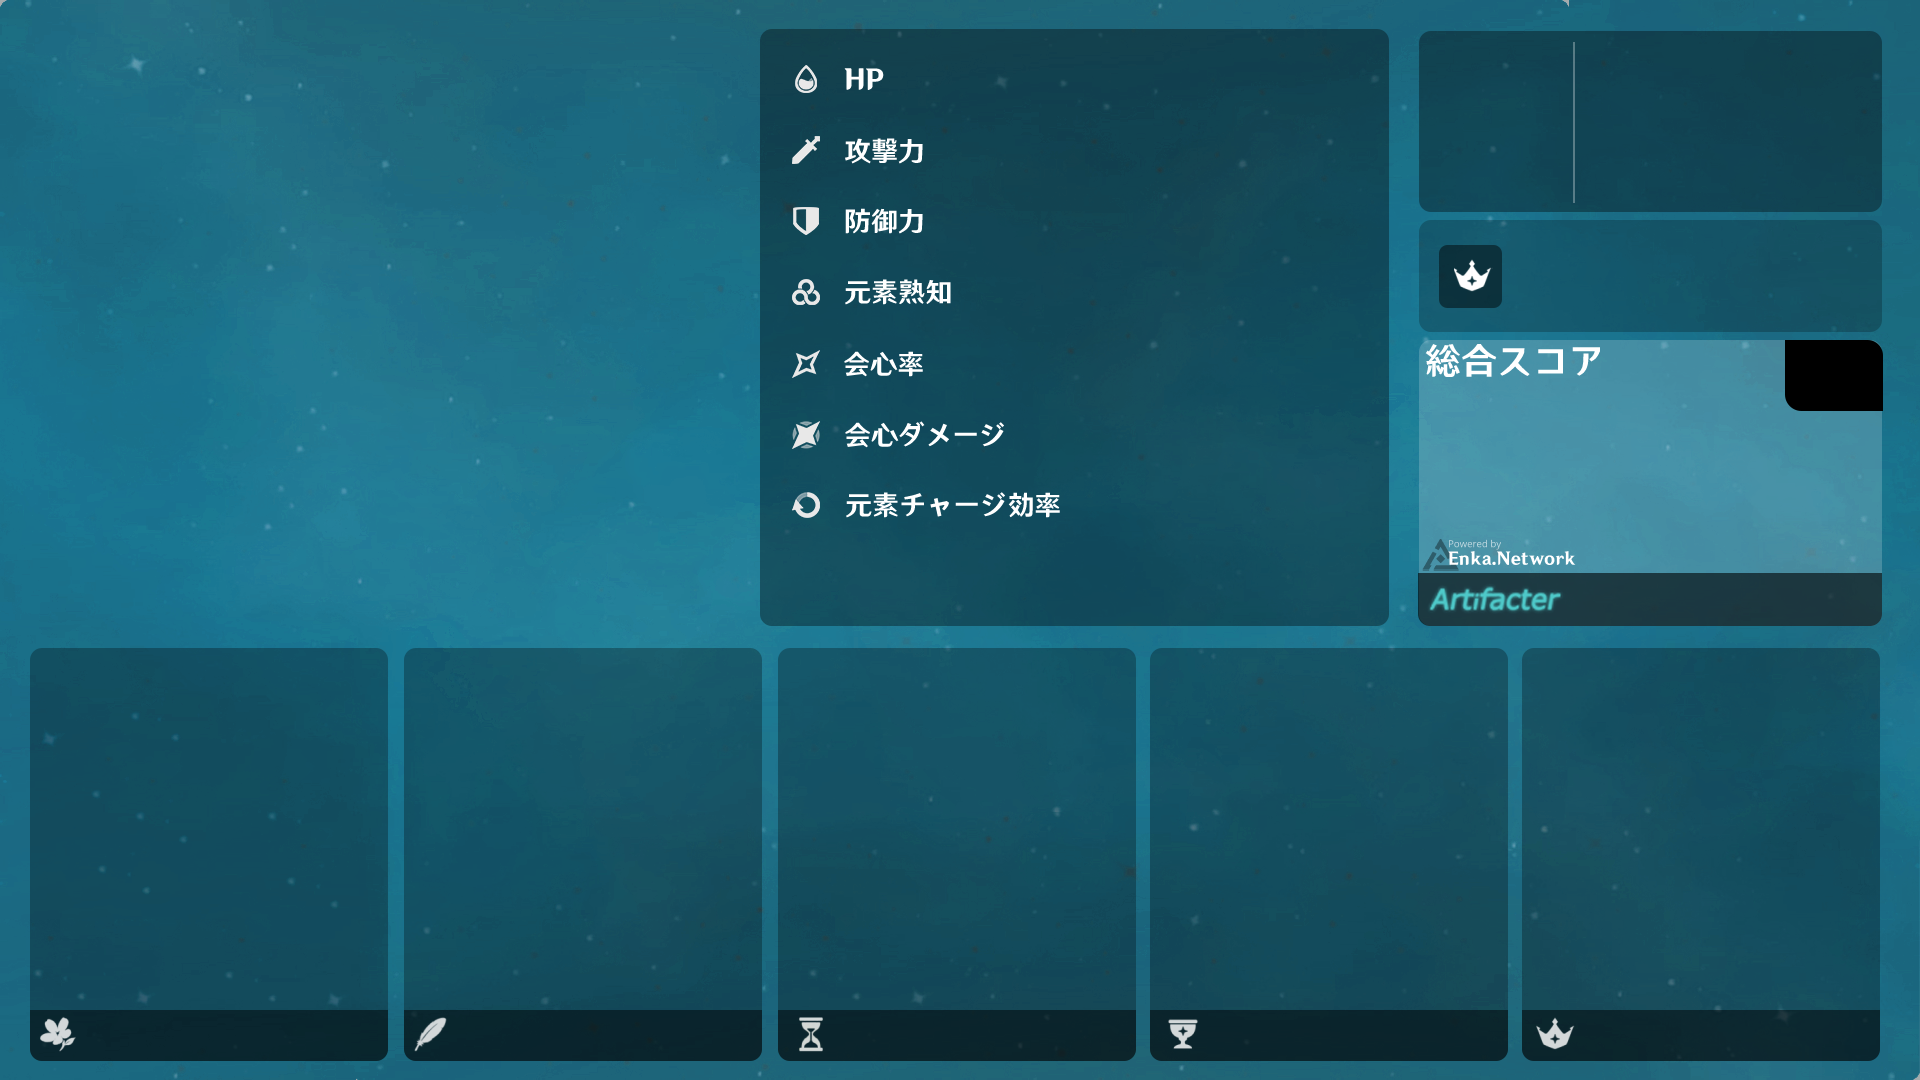 HP
攻撃力
防御力
元素熟知
会心率
会心ダメージ
元素チャージ効率
総合スコア
Powered by
Enka.Network
Artifacter